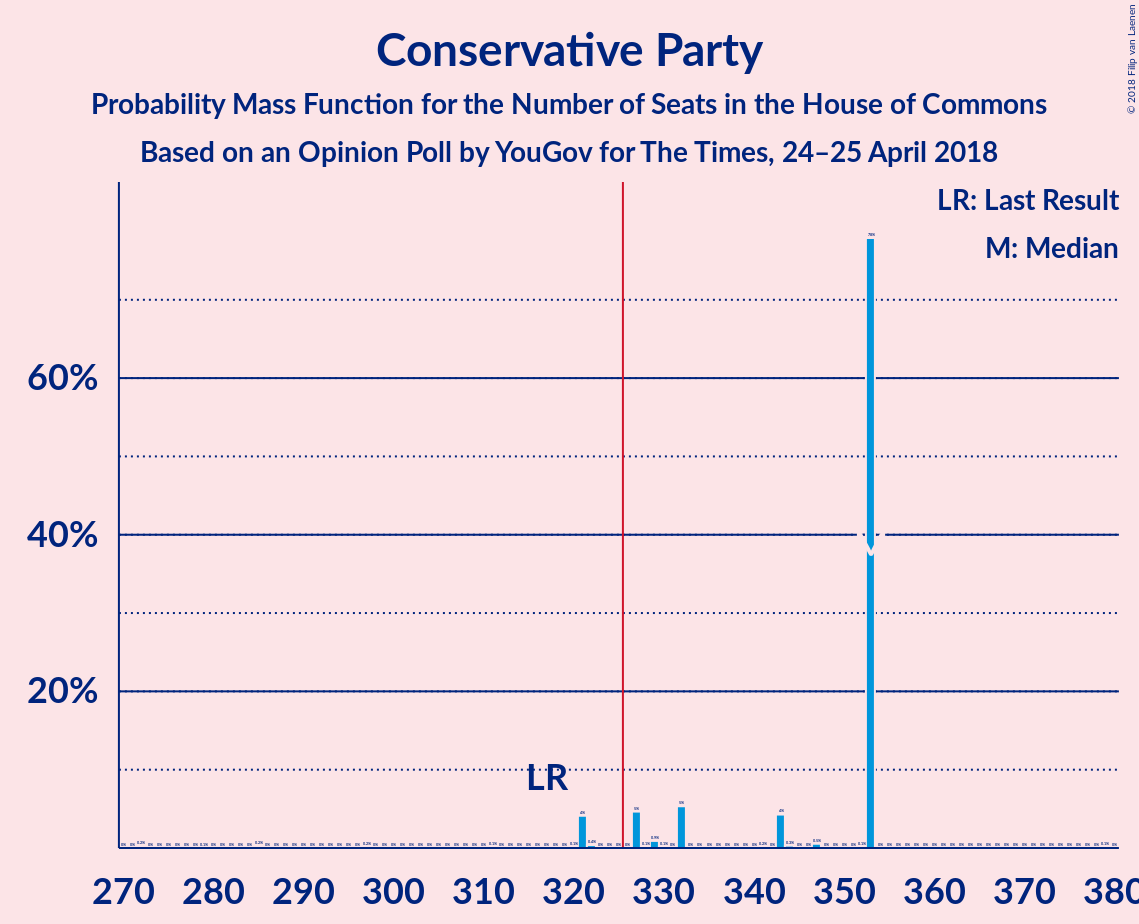 Conservative Party
Probability Mass Function for the Number of Seats in the House of Commons
Based on an Opinion Poll by YouGov for The Times, 24–25 April 2018
© 2018 Filip van Laenen
LR: Last Result
M: Median
60%
40%
20%
LR
270 280 290 300 310 320 330 340 350 360 370 380